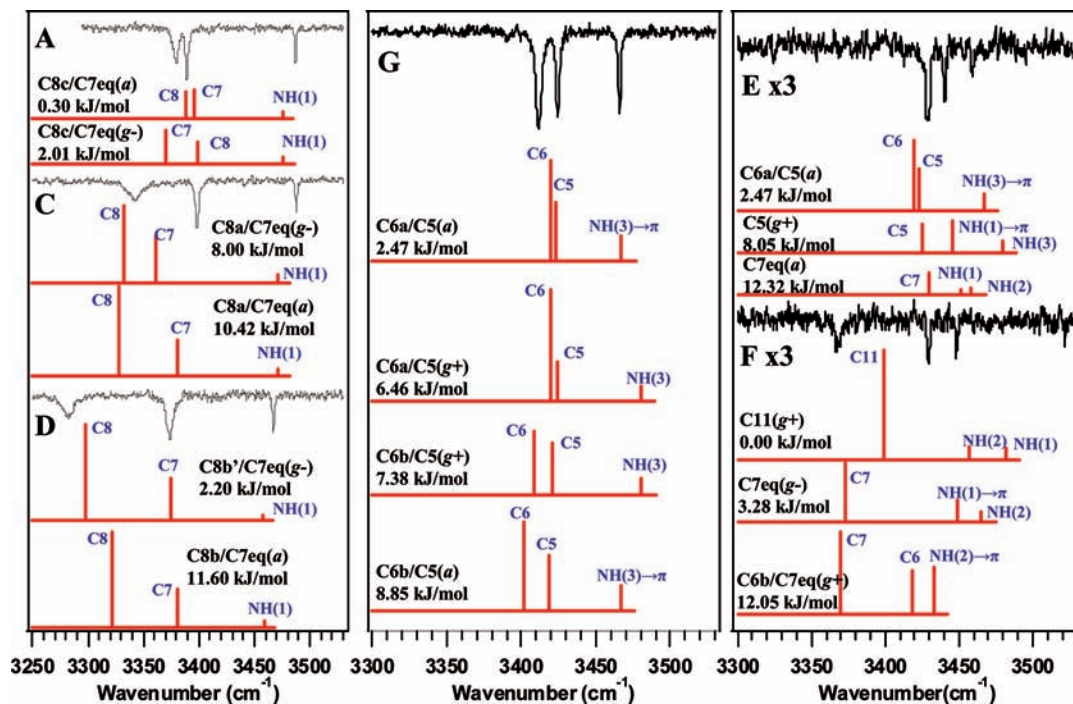 A
C8c/C7eq(a)
0.30 kJ/mol
C8
C7
NH(1)
C8c/C7eq(g-)
2.01 kJ/mol
C7
C8
NH(1)
C
C8
C7
C8a/C7eq(g-)
8.00 kJ/mol
NH(1)
C8
C8a/C7eq(a)
10.42 kJ/mol
C7
NH(1)
D
C8
C7
C8b'/C7eq(g-)
2.20 kJ/mol
NH(1)
C8
C8b/C7eq(a)
11.60 kJ/mol
C7
NH(1)
3250 3300 3350 3400 3450 3500
Wavenumber (cm-1)
G
C6
C5
C6a/C5(a)
2.47 kJ/mol
NH(3)→π
C6
C5
C6a/C5(g+)
6.46 kJ/mol
NH(3)
C6
C5
C6b/C5(g+)
7.38 kJ/mol
NH(3)
C6
C5
C6b/C5(a)
8.85 kJ/mol
NH(3)→π
3300 3400 3500
Wavenumber (cm-1)
E x3
C6
C5
C6a/C5(a)
2.47 kJ/mol
NH(3)→π
C5(g+)
8.05 kJ/mol
C5
NH(1)→π
NH(3)
C7eq(a)
12.32 kJ/mol
C7
NH(1)
NH(2)
F x3
C11
C11(g+)
0.00 kJ/mol
NH(2)
NH(1)
C7
C7eq(g-)
3.28 kJ/mol
NH(1)→π
NH(2)
C7
C6
NH(2)→π
C6b/C7eq(g+)
12.05 kJ/mol
3300 3400 3500
Wavenumber (cm-1)